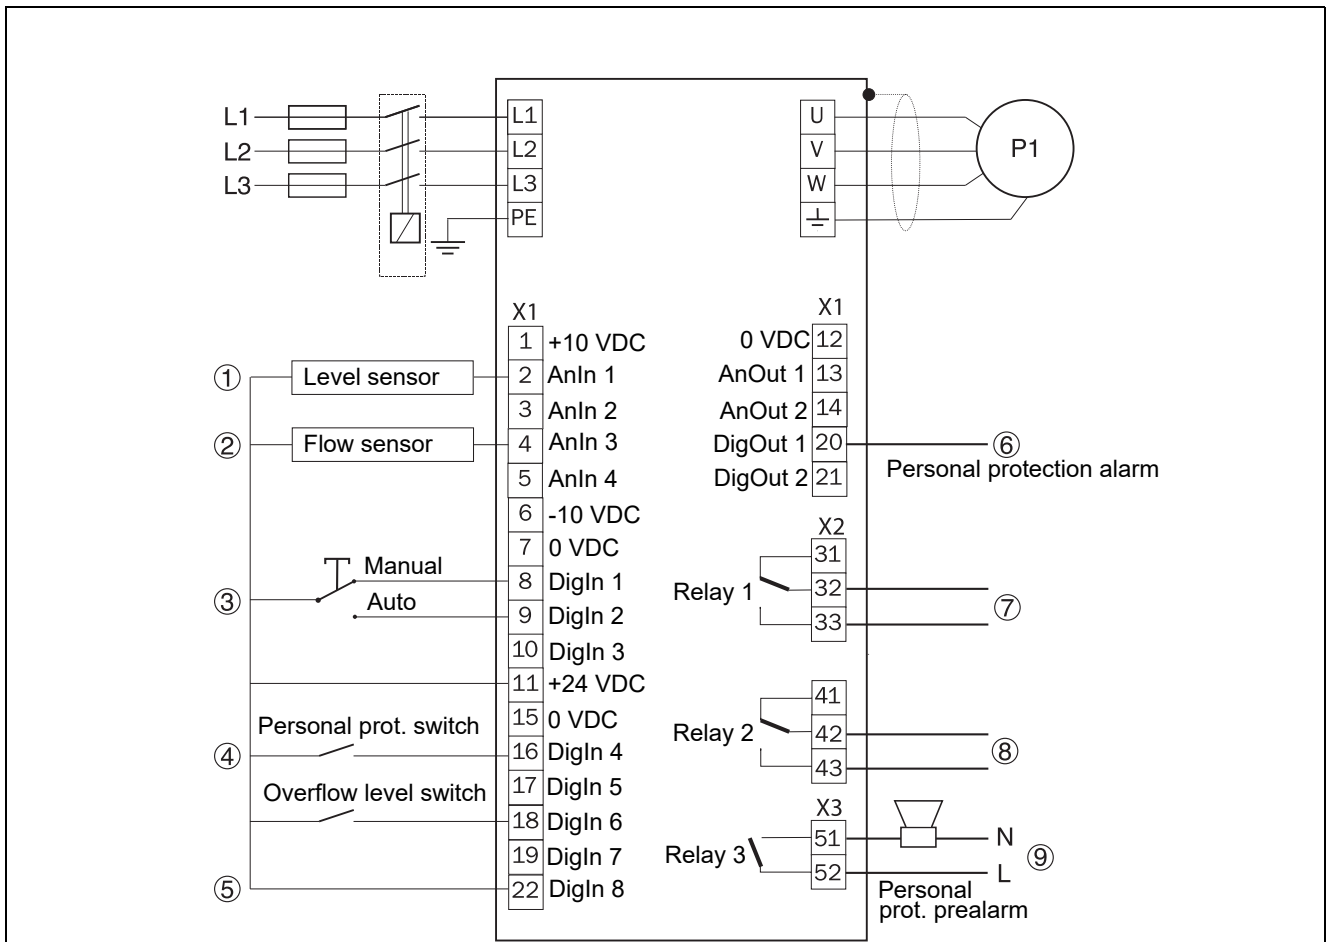 L1 L1 U
L2 L2 V P1
L3 L3 W
PE
X1 X1
1 +10 VDC 0 VDC 12
① Level sensor 2 AnIn 1 AnOut 1 13
3 AnIn 2 AnOut 2 14
② Flow sensor 4 AnIn 3 DigOut 1 20 ⑥
Personal protection alarm
5 AnIn 4 DigOut 2 21
6 -10 VDC X2
7 0 VDC 31
Manual 8 DigIn 1 Relay 1 32
③ Auto 9 DigIn 2 33 ⑦
10 DigIn 3
11 +24 VDC 41
Personal prot. switch 15 0 VDC Relay 2 42
④ 16 DigIn 4 43 ⑧
Overflow level switch 17 DigIn 5 X3
18 DigIn 6 51 N
19 DigIn 7 Relay 3 ⑨
⑤ 22 DigIn 8 52 L
Personal
prot. prealarm